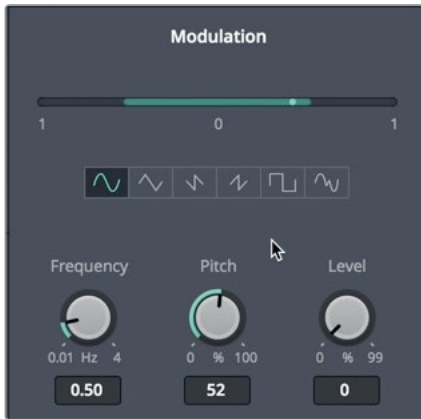 Modulation
1 0 1
Frequency Pitch Level
0.01 Hz 4 0 % 100 0 % 99
0.50 52 0